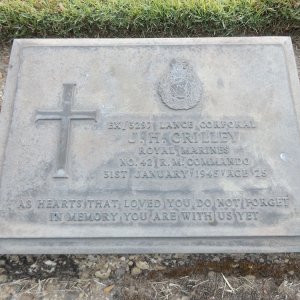 EX/5297 LANCE CORPORAL
J. H. CRILLEY
ROYAL MARINES
NO. 42 R.M. COMMANDO
31ST JANUARY 1945 AGE 25
AS HEARTS THAT LOVED YOU DO NOT FORGET
IN MEMORY YOU ARE WITH US YET